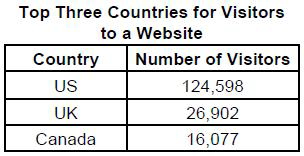 Top Three Countries for Visitors
to a Website
Country Number of Visitors
US 124,598
UK 26,902
Canada 16,077